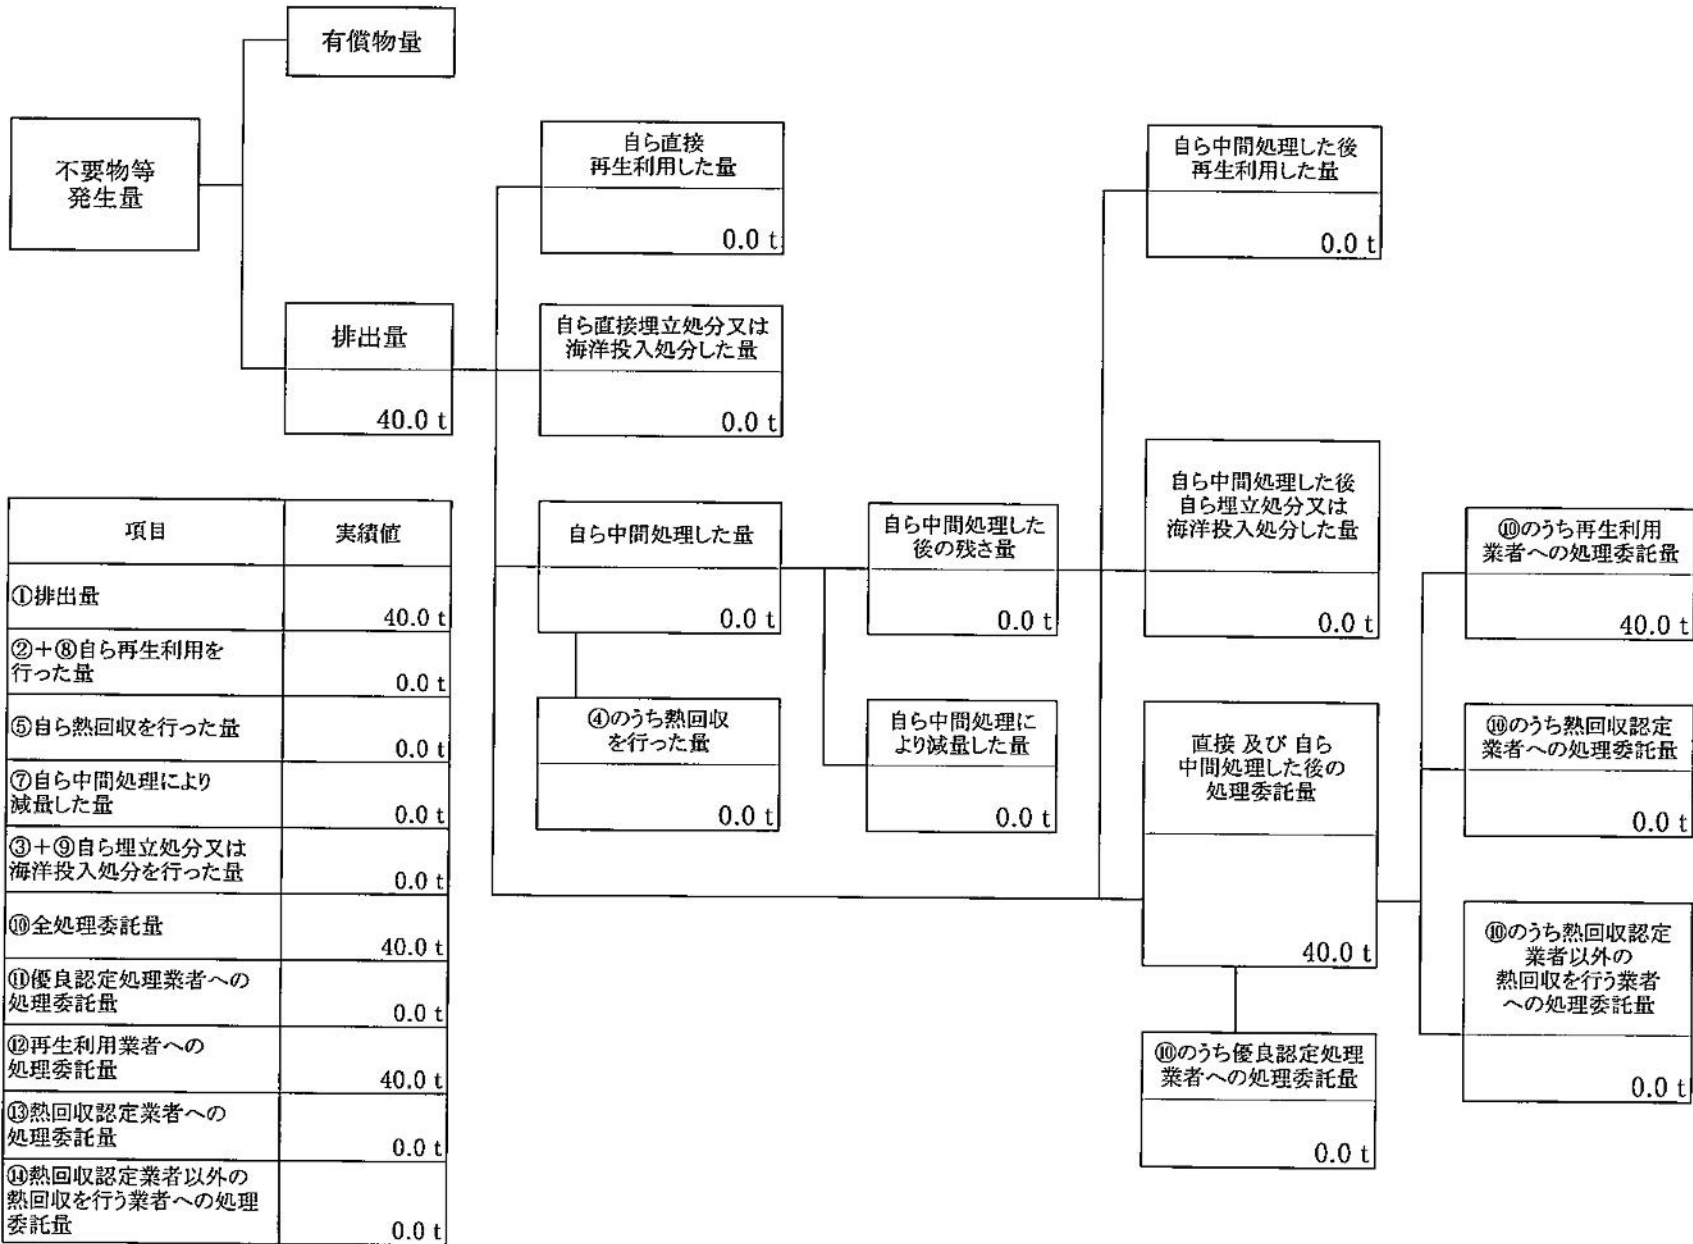 有償物量
不要物等
発生量
自ら直接
再生利用した量
0.0 t
自ら中間処理した後
再生利用した量
0.0 t
排出量
40.0 t
自ら直接埋立処分又は
海洋投入処分した量
0.0 t
自ら中間処理した量
0.0 t
自ら中間処理した
後の残さ量
0.0 t
自ら中間処理した後
自ら埋立処分又は
海洋投入処分した量
0.0 t
⑩のうち再生利用
業者への処理委託量
40.0 t
④のうち熱回収
を行った量
0.0 t
自ら中間処理に
より減量した量
0.0 t
直接 及び 自ら
中間処理した後の
処理委託量
40.0 t
⑩のうち熱回収認定
業者への処理委託量
0.0 t
⑩のうち熱回収認定
業者以外の
熱回収を行う業者
への処理委託量
0.0 t
⑩のうち優良認定処理
業者への処理委託量
0.0 t
項目 実績値
①排出量
40.0 t
②+⑧自ら再生利用を
行った量
0.0 t
⑤自ら熱回収を行った量
0.0 t
⑦自ら中間処理により
減量した量
0.0 t
③+⑨自ら埋立処分又は
海洋投入処分を行った量
0.0 t
⑩全処理委託量
40.0 t
⑪優良認定処理業者への
処理委託量
0.0 t
⑫再生利用業者への
処理委託量
40.0 t
⑬熱回収認定業者への
処理委託量
0.0 t
⑭熱回収認定業者以外の
熱回収を行う業者への処理
委託量
0.0 t